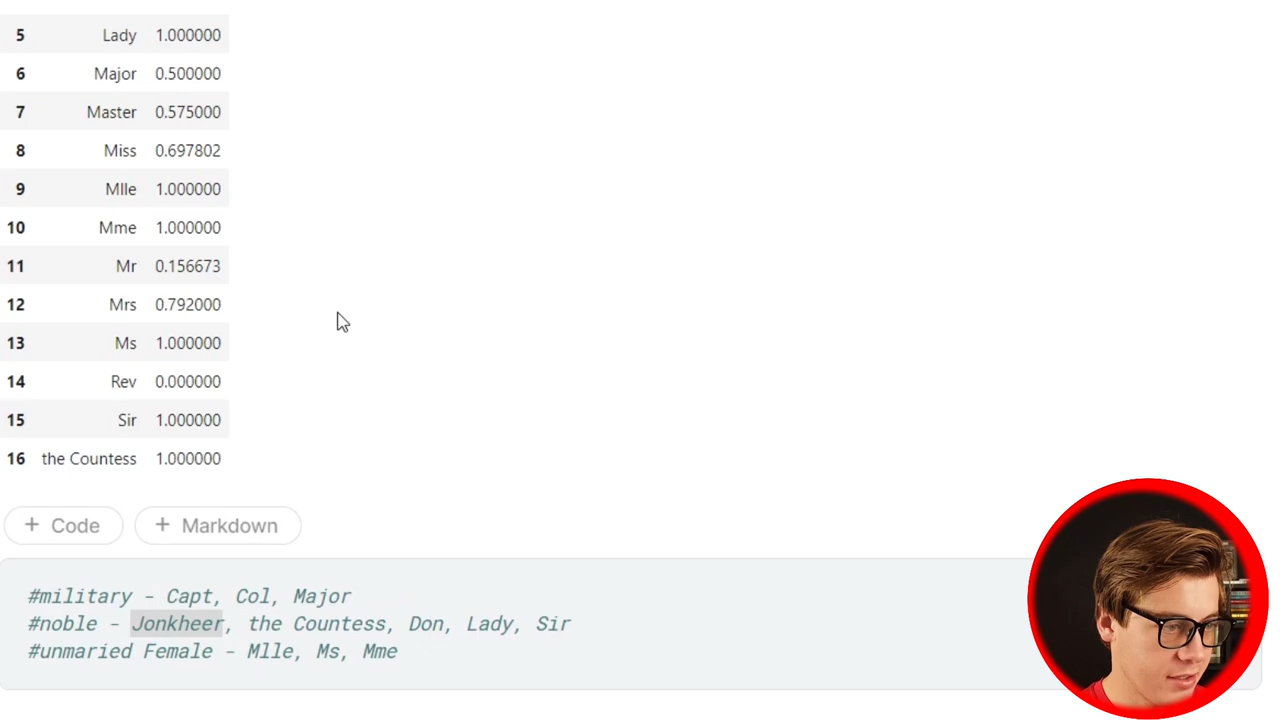 5 Lady 1.000000
6 Major 0.500000
7 Master 0.575000
8 Miss 0.697802
9 Mlle 1.000000
10 Mme 1.000000
11 Mr 0.156673
12 Mrs 0.792000
13 Ms 1.000000
14 Rev 0.000000
15 Sir 1.000000
16 the Countess 1.000000
+ Code + Markdown
#military - Capt, Col, Major
#noble - Jonkheer, the Countess, Don, Lady, Sir
#unmaried Female - Mlle, Ms, Mme